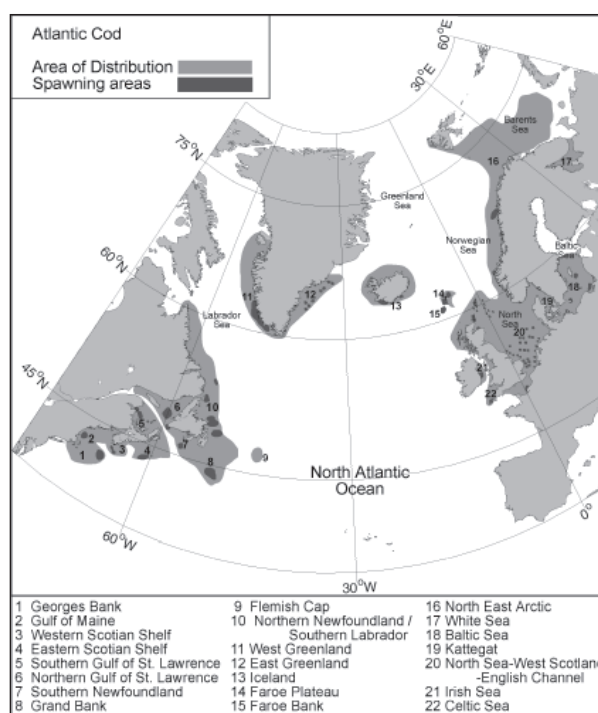 Atlantic Cod
Area of Distribution
Spawning areas
60°E
30°E
75°N
60°N
45°N
60°W
30°W
0°
Barents
Sea
Greenland
Sea
Norwegian
Sea
Baltic
Sea
North
Sea
Labrador
Sea
North Atlantic
Ocean
16
17
11
12
13
14
15
18
19
20
21
22
5
6
10
7
2
1
3
4
8
9
1 Georges Bank
2 Gulf of Maine
3 Western Scotian Shelf
4 Eastern Scotian Shelf
5 Southern Gulf of St. Lawrence
6 Northern Gulf of St. Lawrence
7 Southern Newfoundland
8 Grand Bank
9 Flemish Cap
10 Northern Newfoundland /
Southern Labrador
11 West Greenland
12 East Greenland
13 Iceland
14 Faroe Plateau
15 Faroe Bank
16 North East Arctic
17 White Sea
18 Baltic Sea
19 Kattegat
20 North Sea-West Scotland
-English Channel
21 Irish Sea
22 Celtic Sea